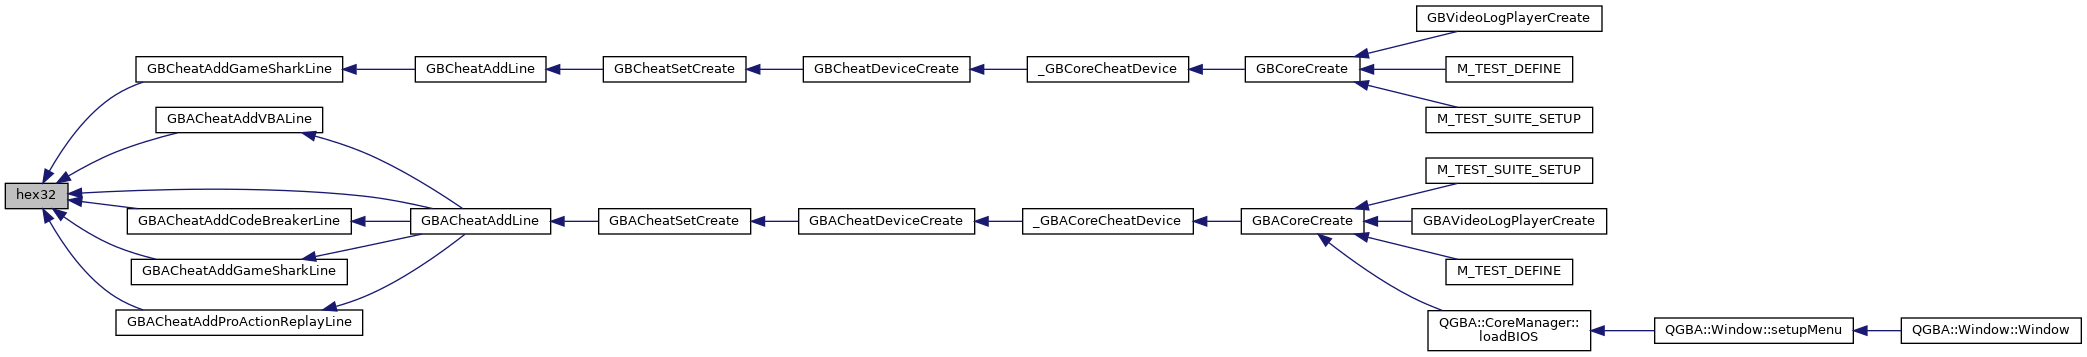 GBVideoLogPlayerCreate
GBCheatAddGameSharkLine
GBCheatAddLine
GBCheatSetCreate
GBCheatDeviceCreate
_GBCoreCheatDevice
GBCoreCreate
M_TEST_DEFINE
GBACheatAddVBALine
M_TEST_SUITE_SETUP
M_TEST_SUITE_SETUP
hex32
GBACheatAddCodeBreakerLine
GBACheatAddLine
GBACheatSetCreate
GBACheatDeviceCreate
_GBACoreCheatDevice
GBACoreCreate
GBAVideoLogPlayerCreate
GBACheatAddGameSharkLine
M_TEST_DEFINE
GBACheatAddProActionReplayLine
QGBA::CoreManager::
loadBIOS
QGBA::Window::setupMenu
QGBA::Window::Window